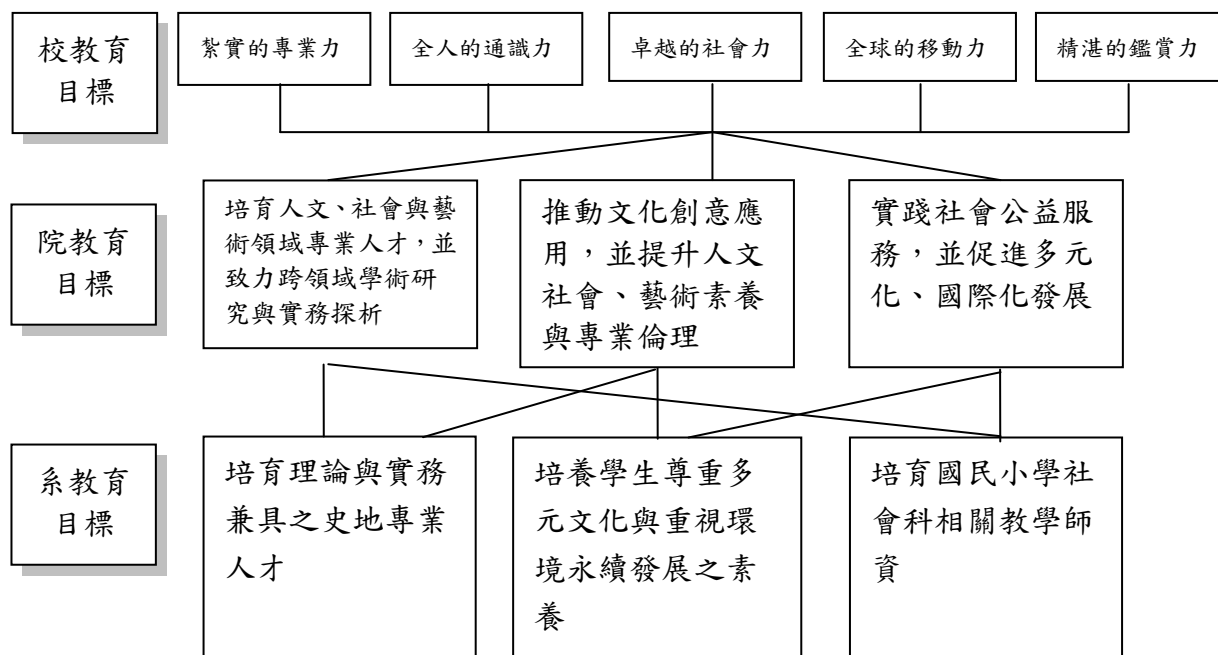 校教育
目標
紮實的專業力
全人的通識力
卓越的社會力
全球的移動力
精湛的鑑賞力
院教育
目標
培育人文、社會與藝
術領域專業人才,並
致力跨領域學術研
究與實務探析
推動文化創意應
用,並提升人文
社會、藝術素養
與專業倫理
實踐社會公益服
務,並促進多元
化、國際化發展
系教育
目標
培育理論與實務
兼具之史地專業
人才
培養學生尊重多
元文化與重視環
境永續發展之素
養
培育國民小學社
會科相關教學師
資